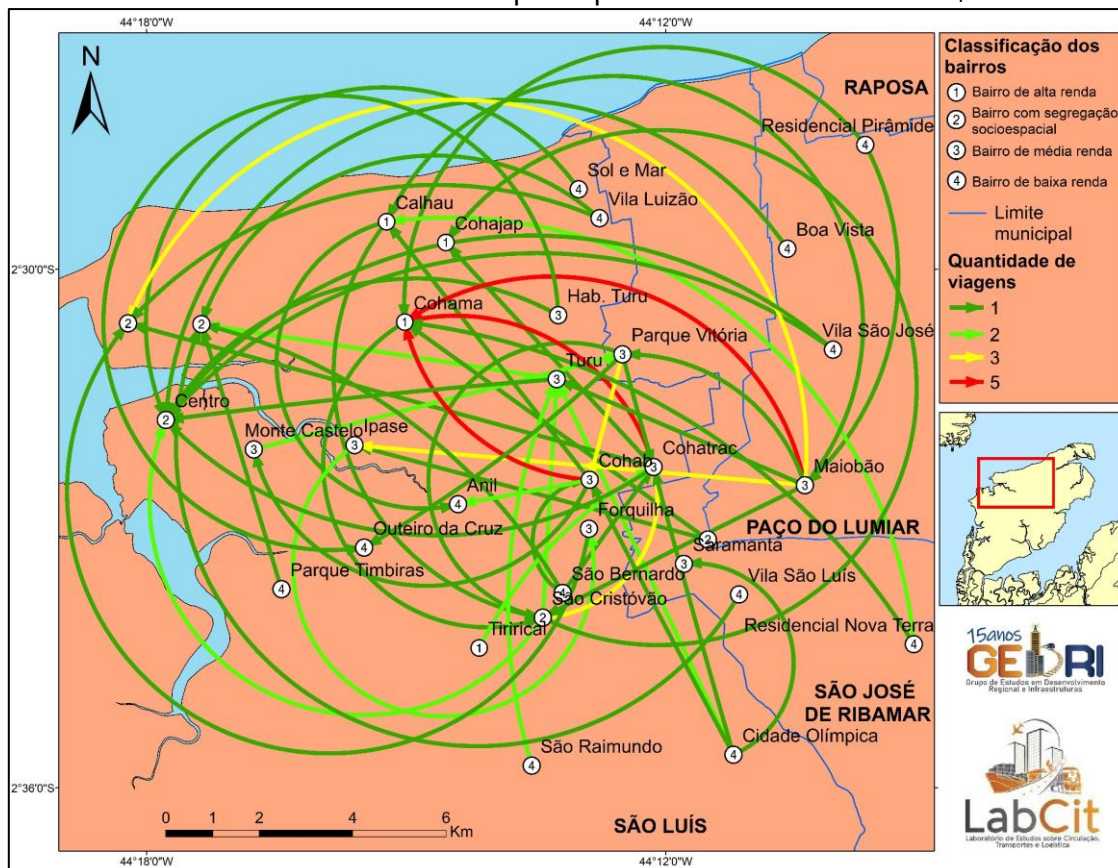 44°18'0"W
44°12'0"W
N
RAPOSA
Residencial Pirâmide
Sol e Mar
Vila Luizão
Calhau
Cohajap
Boa Vista
2°30'0"S
Cohama
Hab. Turu
Parque Vitória
Vila São José
Turu
Centro
Monte Castelo
Ipase
Cohatrac
Cohab
Maiobão
Anil
Forquilha
PAÇO DO LUMIAR
Outeiro da Cruz
Saramanta
Parque Timbiras
São Bernardo
Vila São Luís
São Cristóvão
Tirirical
Residencial Nova Terra
SÃO JOSÉ
DE RIBAMAR
São Raimundo
Cidade Olímpica
2°36'0"S
0 1 2 4 6
Km
SÃO LUÍS
44°18'0"W
44°12'0"W
Classificação dos
bairros
1 Bairro de alta renda
2 Bairro com segregação
socioespacial
3 Bairro de média renda
4 Bairro de baixa renda
Limite
municipal
Quantidade de
viagens
1
2
3
5
15anos
GEDRI
Grupo de Estudos em Desenvolvimento
Regional e Infraestruturas
LabCit
Laboratório de Estudos sobre Circulação,
Transportes e Logística